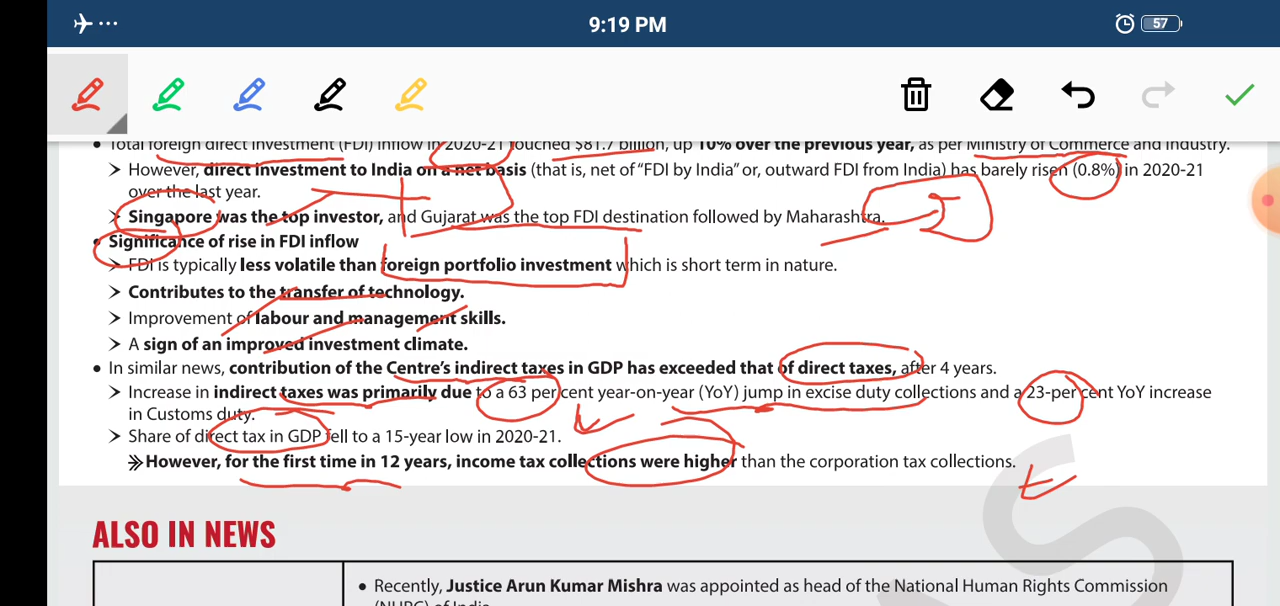 9:19 PM
57
• Total foreign direct investment (FDI) inflow in 2020-21 touched $81.7 billion, up 10% over the previous year, as per Ministry of Commerce and Industry.
➤ However, direct investment to India on a net basis (that is, net of “FDI by India” or, outward FDI from India) has barely risen (0.8%) in 2020-21
over the last year.
➤ Singapore was the top investor, and Gujarat was the top FDI destination followed by Maharashtra.
• Significance of rise in FDI inflow
➤ FDI is typically less volatile than foreign portfolio investment which is short term in nature.
➤ Contributes to the transfer of technology.
➤ Improvement of labour and management skills.
➤ A sign of an improved investment climate.
• In similar news, contribution of the Centre’s indirect taxes in GDP has exceeded that of direct taxes, after 4 years.
➤ Increase in indirect taxes was primarily due to a 63 per cent year-on-year (YoY) jump in excise duty collections and a 23-per cent YoY increase
in Customs duty.
➤ Share of direct tax in GDP fell to a 15-year low in 2020-21.
⪢ However, for the first time in 12 years, income tax collections were higher than the corporation tax collections.
ALSO IN NEWS
• Recently, Justice Arun Kumar Mishra was appointed as head of the National Human Rights Commission
(NHRC) of India.
S